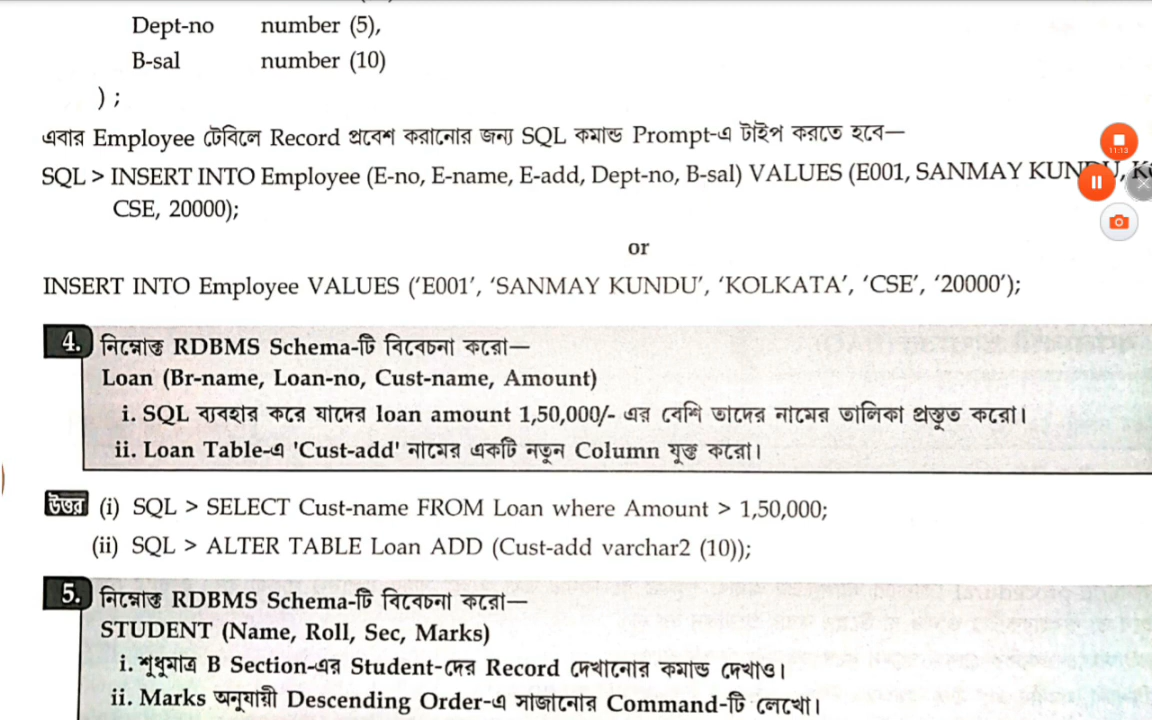 Dept-no number (5),
B-sal number (10)
) ;
এবার Employee টেবিলে Record প্রবেশ করানোর জন্য SQL কমান্ড Prompt-এ টাইপ করতে হবে—
SQL > INSERT INTO Employee (E-no, E-name, E-add, Dept-no, B-sal) VALUES (E001, SANMAY
CSE, 20000);
or
INSERT INTO Employee VALUES ('E001', 'SANMAY KUNDU', 'KOLKATA', 'CSE', '20000');
4. নিম্নোক্ত RDBMS Schema-টি বিবেচনা করো—
Loan (Br-name, Loan-no, Cust-name, Amount)
i. SQL ব্যবহার করে যাদের loan amount 1,50,000/- এর বেশি তাদের নামের তালিকা প্রস্তুত করো।
ii. Loan Table-এ 'Cust-add' নামের একটি নতুন Column যুক্ত করো।
উত্তর (i) SQL > SELECT Cust-name FROM Loan where Amount > 1,50,000;
(ii) SQL > ALTER TABLE Loan ADD (Cust-add varchar2 (10));
5. নিম্নোক্ত RDBMS Schema-টি বিবেচনা করো—
STUDENT (Name, Roll, Sec, Marks)
i. শুধুমাত্র B Section-এর Student-দের Record দেখানোর কমান্ড দেখাও।
ii. Marks অনুযায়ী Descending Order-এ সাজানোর Command-টি লেখো।
11:13